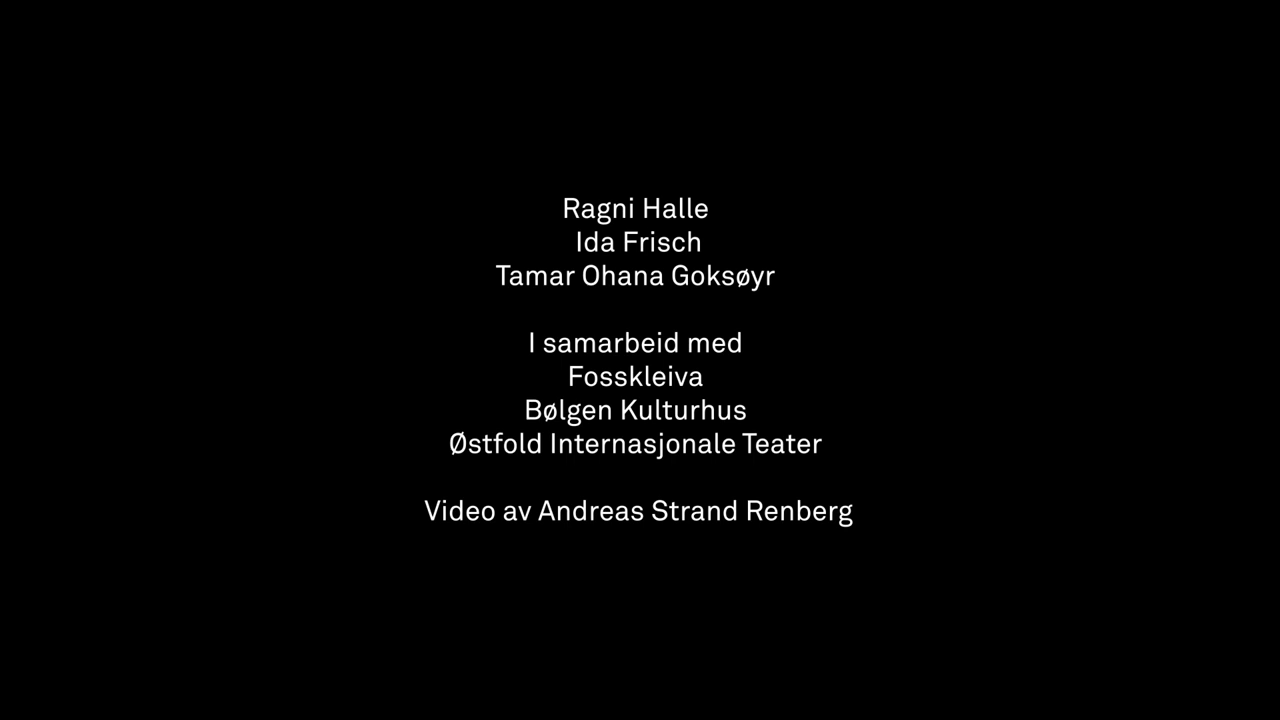 Ragni Halle
Ida Frisch
Tamar Ohana Goksøyr
I samarbeid med
Fosskleiva
Bølgen Kulturhus
Østfold Internasjonale Teater
Video av Andreas Strand Renberg